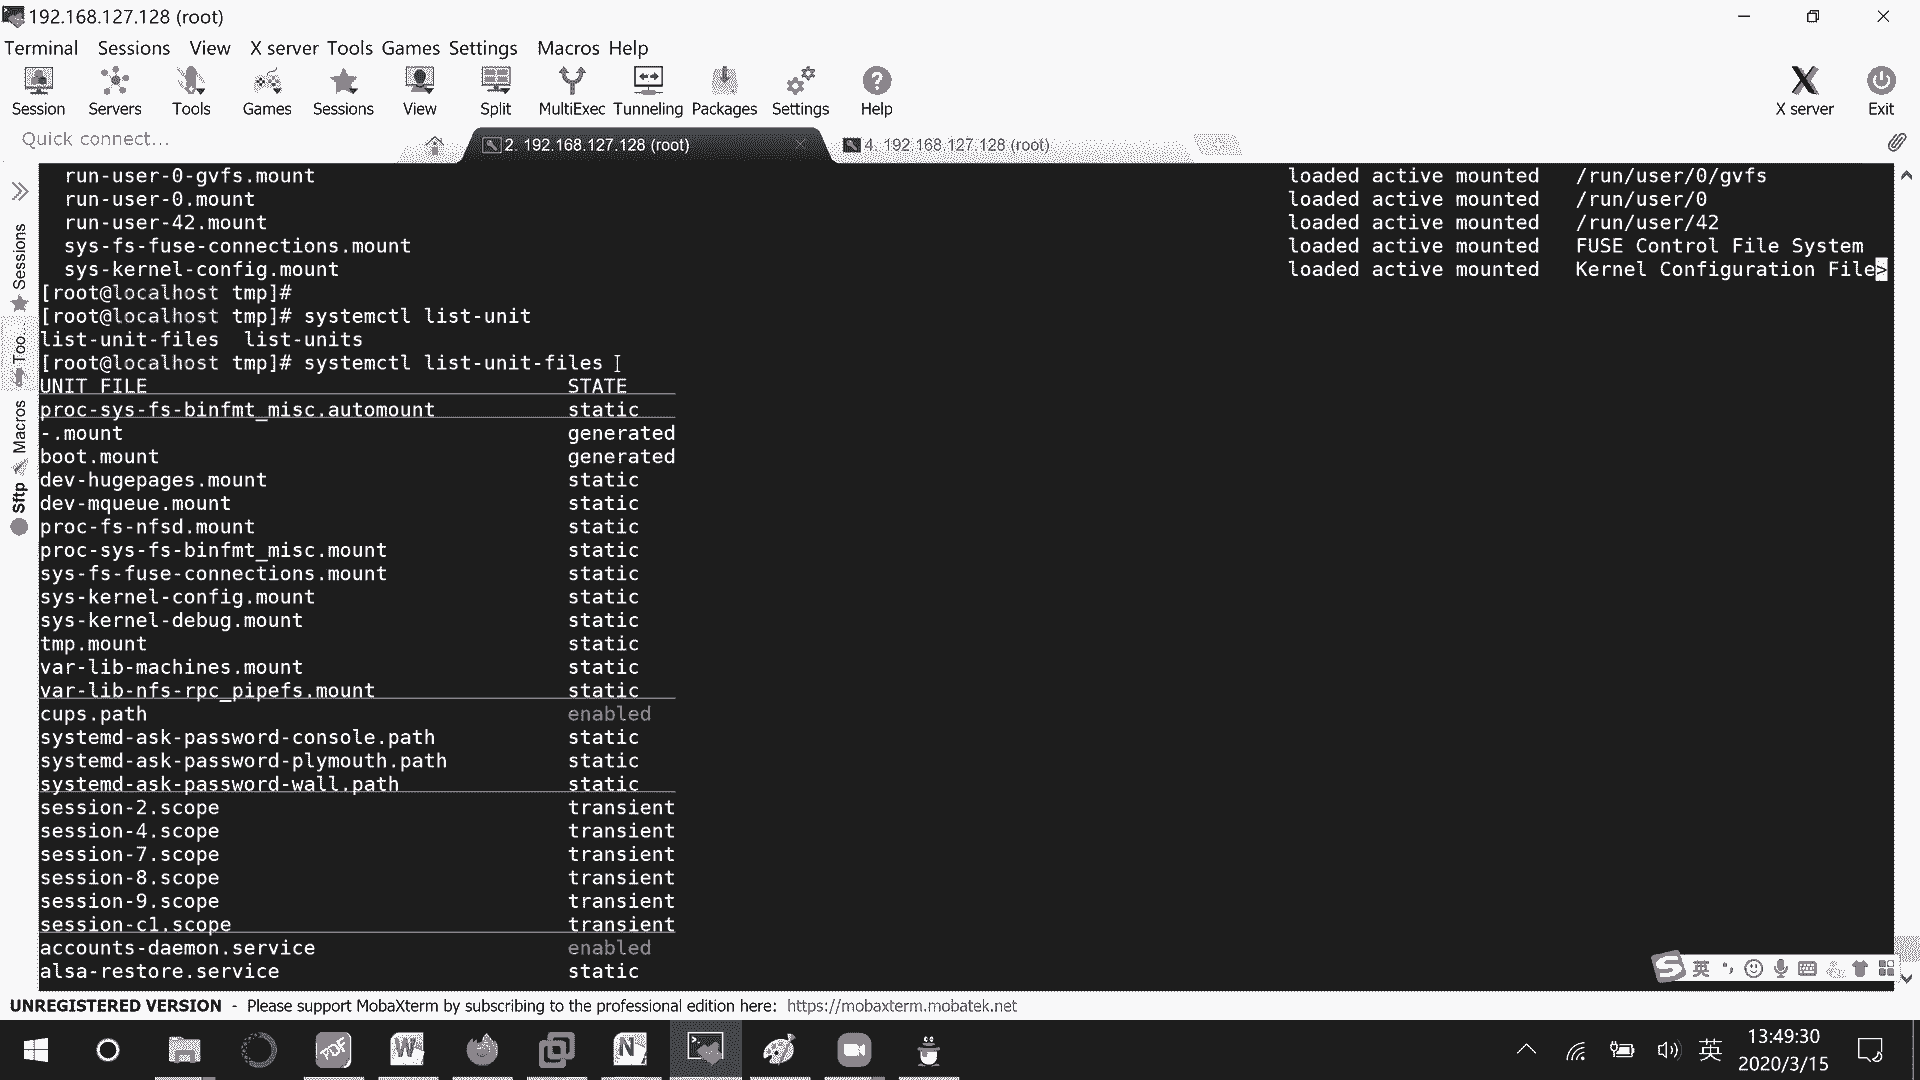 192.168.127.128 (root)
Terminal Sessions View X server Tools Games Settings Macros Help
Session Servers Tools Games Sessions View Split MultiExec Tunneling Packages Settings Help X server Exit
Quick connect...
2. 192.168.127.128 (root)
4. 192.168.127.128 (root)
Sessions
Too...
Macros
Sftp
run-user-0-gvfs.mount loaded active mounted /run/user/0/gvfs
run-user-0.mount loaded active mounted /run/user/0
run-user-42.mount loaded active mounted /run/user/42
sys-fs-fuse-connections.mount loaded active mounted FUSE Control File System
sys-kernel-config.mount loaded active mounted Kernel Configuration File>
[root@localhost tmp]#
[root@localhost tmp]# systemctl list-unit
list-unit-files list-units
[root@localhost tmp]# systemctl list-unit-files
UNIT FILE STATE
proc-sys-fs-binfmt_misc.automount static
-.mount generated
boot.mount generated
dev-hugepages.mount static
dev-mqueue.mount static
proc-fs-nfsd.mount static
proc-sys-fs-binfmt_misc.mount static
sys-fs-fuse-connections.mount static
sys-kernel-config.mount static
sys-kernel-debug.mount static
tmp.mount static
var-lib-machines.mount static
var-lib-nfs-rpc_pipefs.mount static
cups.path enabled
systemd-ask-password-console.path static
systemd-ask-password-plymouth.path static
systemd-ask-password-wall.path static
session-2.scope transient
session-4.scope transient
session-7.scope transient
session-8.scope transient
session-9.scope transient
session-c1.scope transient
accounts-daemon.service enabled
alsa-restore.service static
英
UNREGISTERED VERSION - Please support MobaXterm by subscribing to the professional edition here: https://mobaxterm.mobatek.net
英
13:49:30
2020/3/15